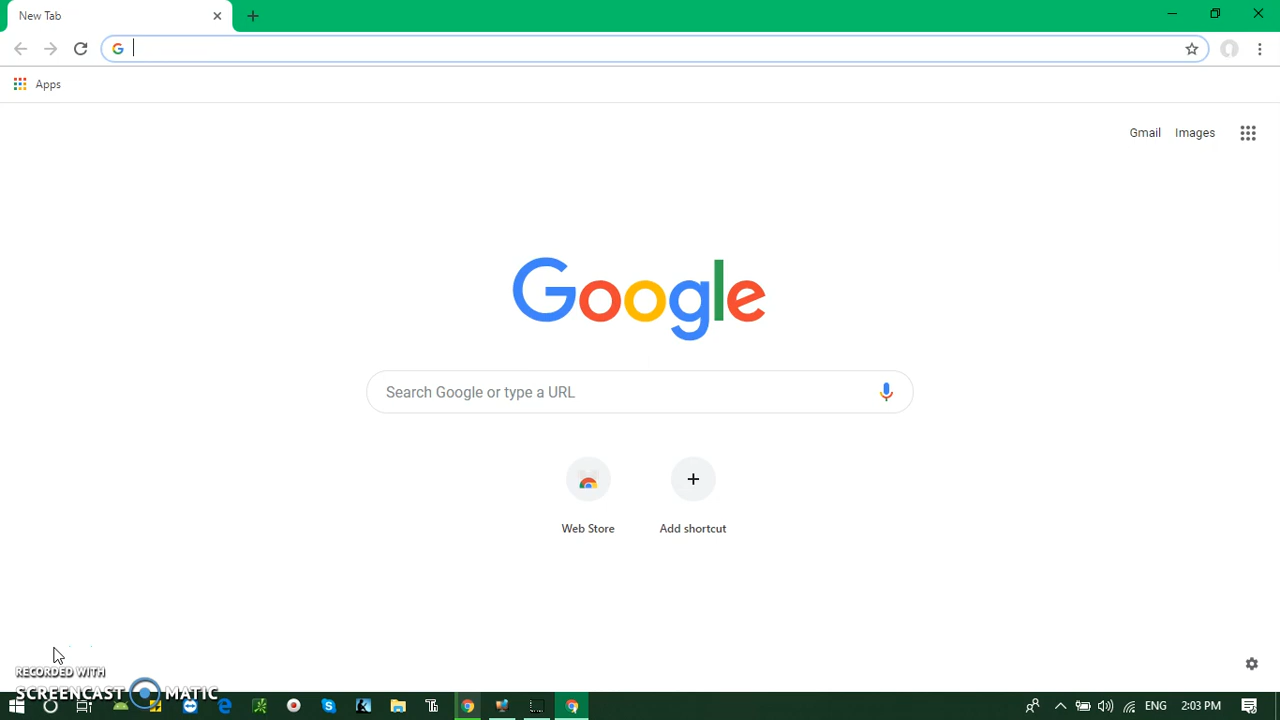 New Tab
Apps
Gmail Images
Google
Search Google or type a URL
Web Store Add shortcut
RECORDED WITH
SCREENCAST MATIC
ENG 2:03 PM